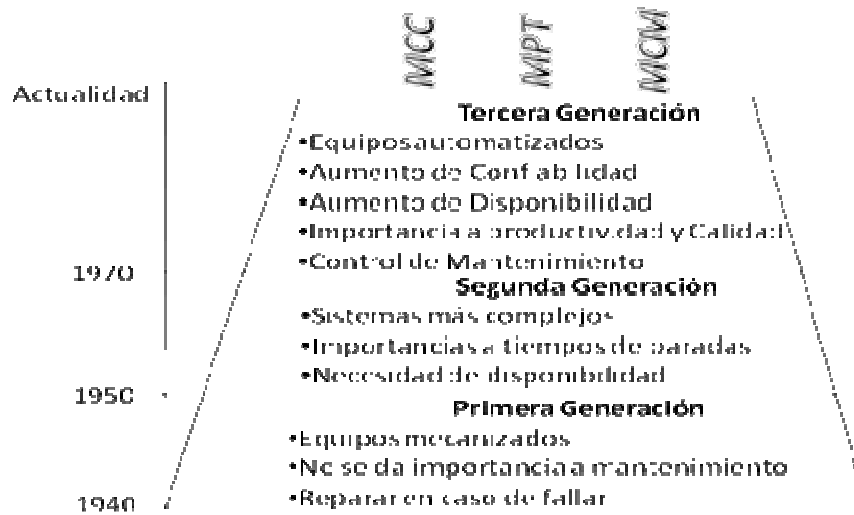 MCC MPT MCM
Actualidad
Tercera Generación
•Equipos automatizados
•Aumento de Confiabilidad
•Aumento de Disponibilidad
•Importancia a productividad y Calidad
1970
•Control de Mantenimiento
Segunda Generación
•Sistemas más complejos
•Importancias a tiempos de paradas
•Necesidad de disponibilidad
1950
Primera Generación
•Equipos mecanizados
•No se da importancia a mantenimiento
•Reparar en caso de fallar
1940